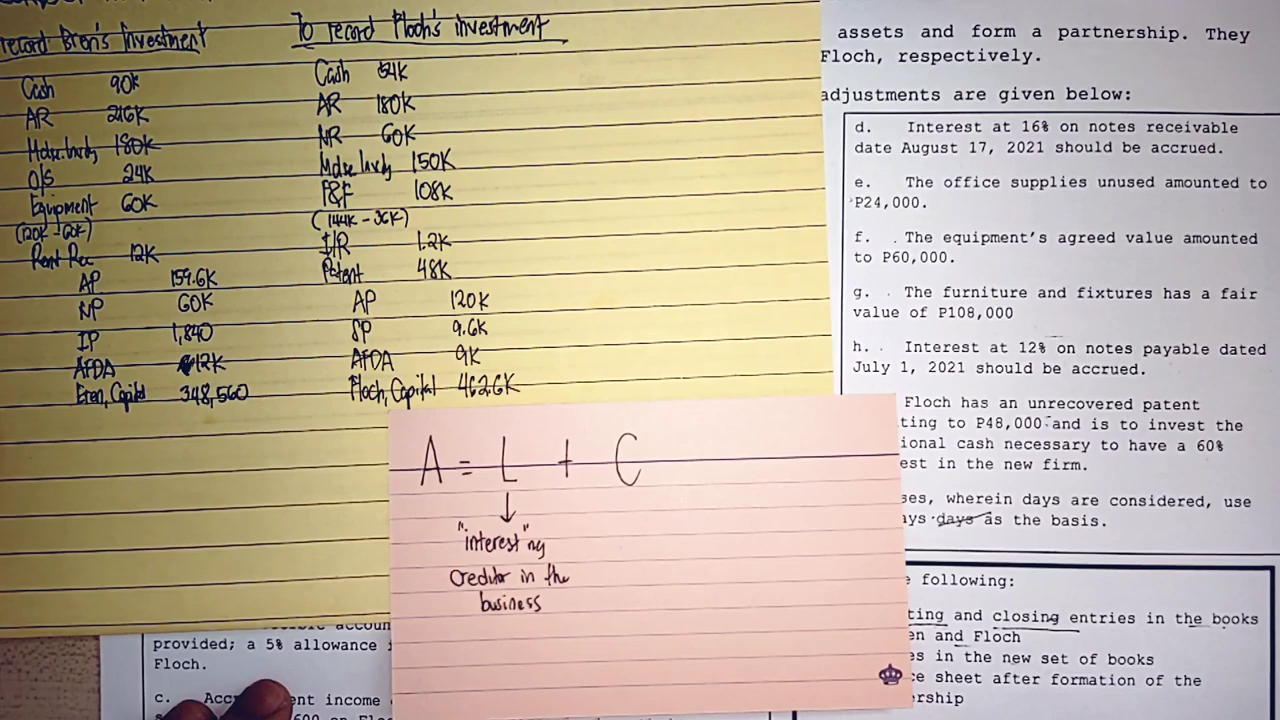 record Eren's Investment
Cash 90K
AR 216K
Mdse. Invty 180K
O/S 24K
Equipment 60K
(120K - 60K)
Rent Rec 12K
AP 159.6K
NP 60K
IP 1,840
AFDA 12K
Eren, Capital 348,560
To record Floch's investment
Cash 54K
AR 180K
NR 60K
Mdse Invty 150K
F&F 108K
(144K - 36K)
I/R 1.2K
Patent 48K
AP 120K
SP 9.6K
AFDA 9K
Floch, Capital 462.6K
A = L + C
"interest" ng
creditor in the
business
assets and form a partnership. They
Floch, respectively.
adjustments are given below:
d. Interest at 16% on notes receivable
date August 17, 2021 should be accrued.
e. The office supplies unused amounted to
P24,000.
f. The equipment's agreed value amounted
to P60,000.
g. The furniture and fixtures has a fair
value of P108,000
h. Interest at 12% on notes payable dated
July 1, 2021 should be accrued.
Floch has an unrecovered patent
ting to P48,000 and is to invest the
ional cash necessary to have a 60%
est in the new firm.
ses, wherein days are considered, use
ays days as the basis.
provided; a 5% allowance
Floch.
c. ent income
600 on Flo
e following:
ting and closing entries in the books
en and Floch
es in the new set of books
ce sheet after formation of the
ership